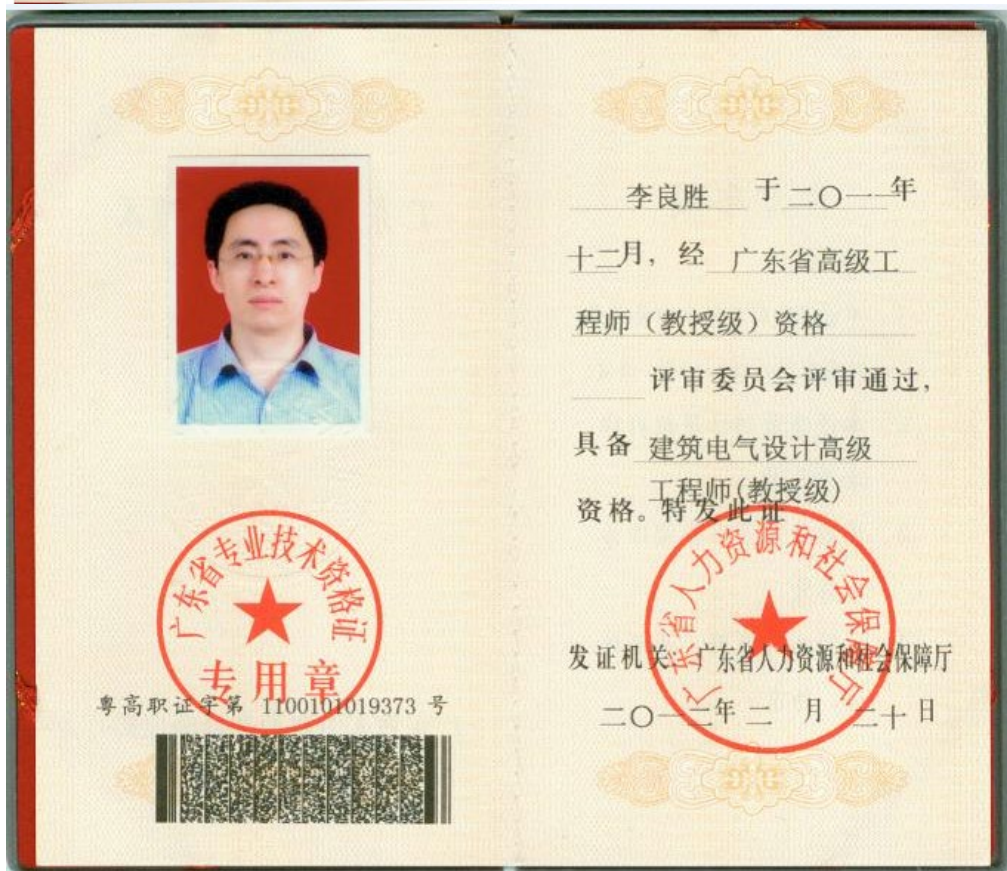 广东省专业技术资格证
专用章
粤高职证字第 1100101019373 号
李良胜 于二〇一一年
十二月，经 广东省高级工
程师（教授级）资格
评审委员会评审通过，
具备 建筑电气设计高级
工程师(教授级)
资格。特发此证
广东省人力资源和社会保障厅
发证机关：广东省人力资源和社会保障厅
二〇一二年二月二十日